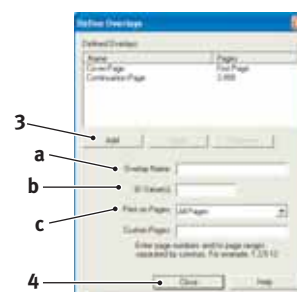 Define Overlays
Defined Overlays:
Name Pages
Cover Page First Page
Continuation Page
3 Add
a Overlay Name:
b ID Value(s):
c Print on Pages: All Pages
Custom Pages:
Enter page numbers and/or page ranges
separated by commas. For example: 1,3,5-12
4 Close Help